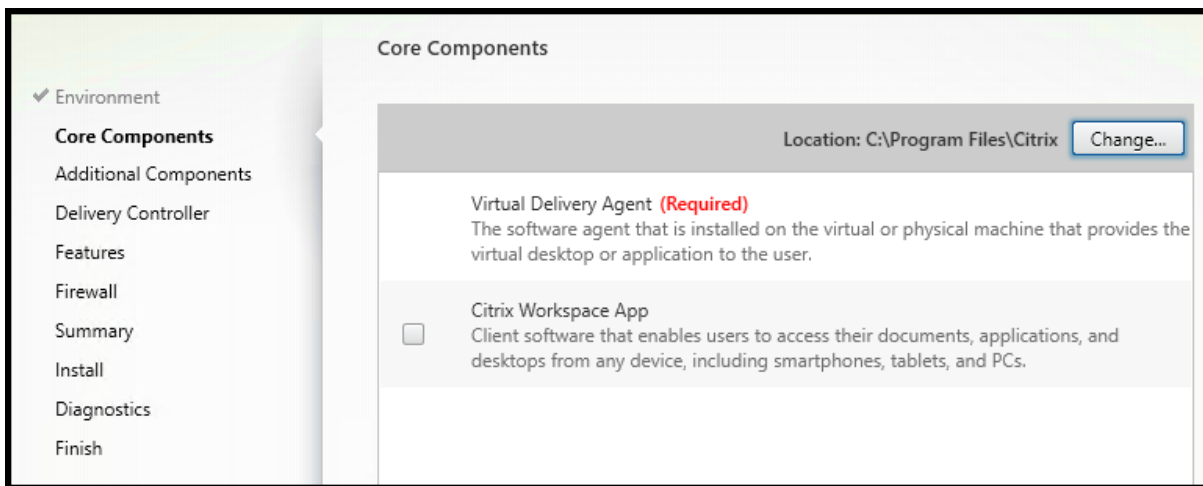 Core Components
Environment
Core Components
Additional Components
Delivery Controller
Features
Firewall
Summary
Install
Diagnostics
Finish
Location: C:\Program Files\Citrix Change...
Virtual Delivery Agent (Required)
The software agent that is installed on the virtual or physical machine that provides the
virtual desktop or application to the user.
Citrix Workspace App
Client software that enables users to access their documents, applications, and
desktops from any device, including smartphones, tablets, and PCs.